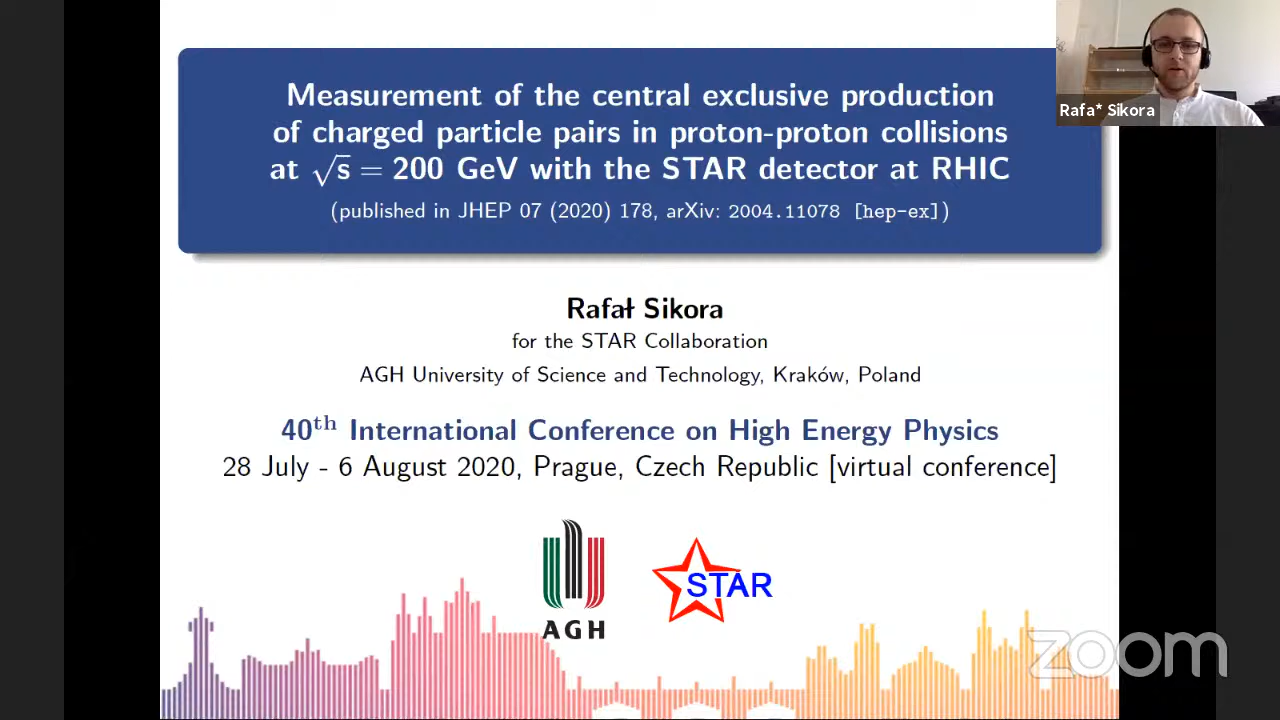 Measurement of the central exclusive production
of charged particle pairs in proton-proton collisions
at √s = 200 GeV with the STAR detector at RHIC
(published in JHEP 07 (2020) 178, arXiv: 2004.11078 [hep-ex])
Rafa* Sikora
Rafał Sikora
for the STAR Collaboration
AGH University of Science and Technology, Kraków, Poland
40th International Conference on High Energy Physics
28 July - 6 August 2020, Prague, Czech Republic [virtual conference]
AGH
STAR
zoom